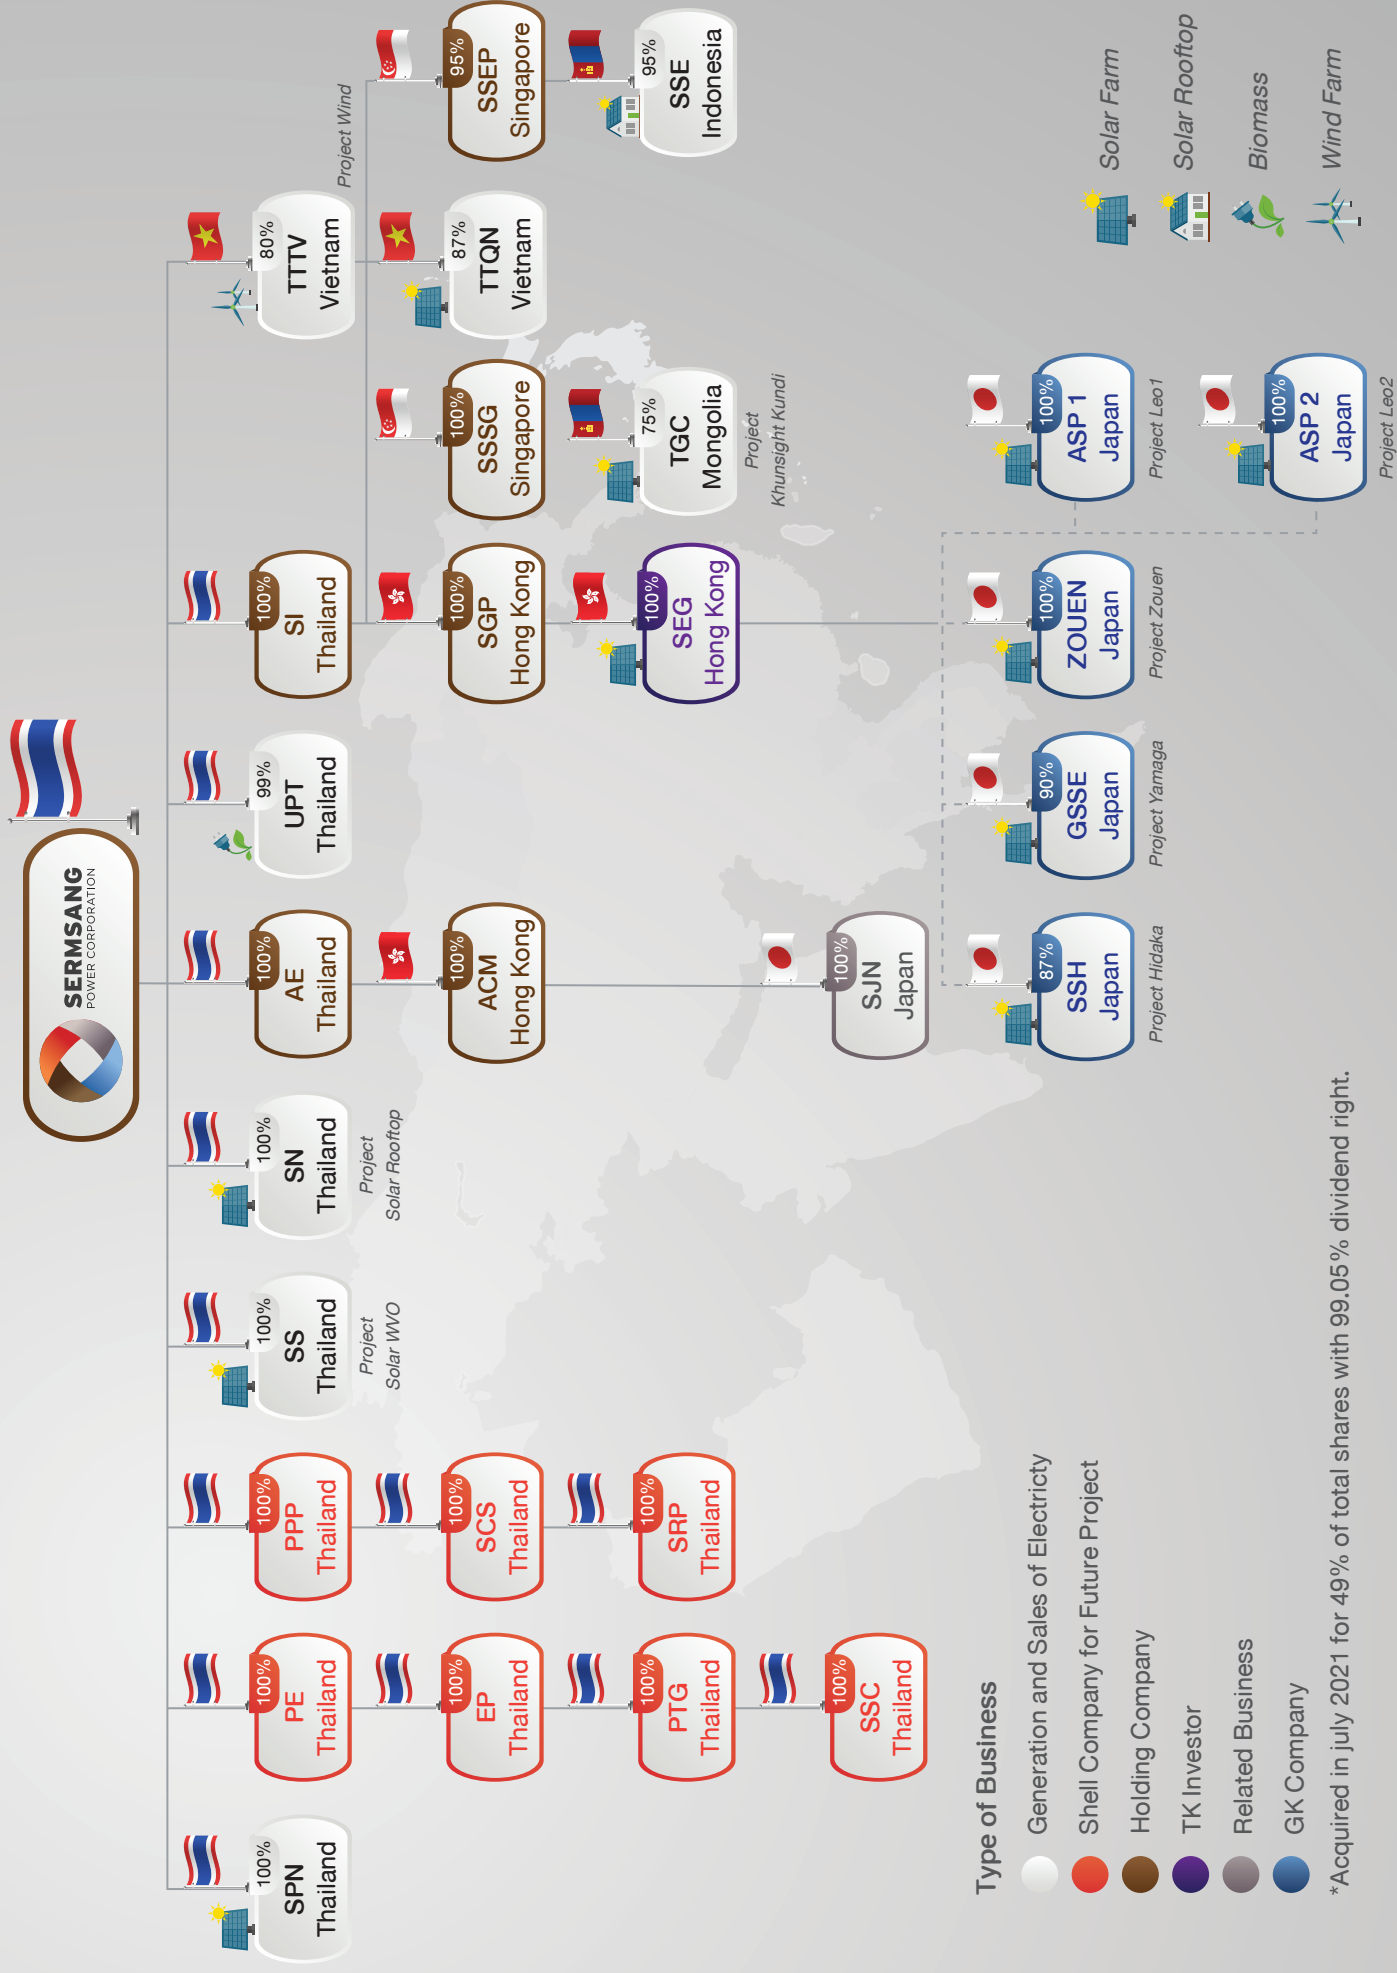 SERMSANG
POWER CORPORATION
100%
SPN
Thailand
100%
PE
Thailand
100%
EP
Thailand
100%
PTG
Thailand
100%
SSC
Thailand
100%
PPP
Thailand
100%
SCS
Thailand
100%
SRP
Thailand
100%
SS
Thailand
Project
Solar WVO
100%
SN
Thailand
Project
Solar Rooftop
100%
AE
Thailand
100%
ACM
Hong Kong
100%
SJN
Japan
99%
UPT
Thailand
100%
SI
Thailand
100%
SGP
Hong Kong
100%
SEG
Hong Kong
100%
SSSG
Singapore
75%
TGC
Mongolia
Project
Khunsight Kundi
80%
TTTV
Vietnam
Project Wind
87%
TTQN
Vietnam
95%
SSEP
Singapore
95%
SSE
Indonesia
87%
SSH
Japan
Project Hidaka
90%
GSSE
Japan
Project Yamaga
100%
ZOUEN
Japan
Project Zouen
100%
ASP 1
Japan
Project Leo1
100%
ASP 2
Japan
Project Leo2
Type of Business
Generation and Sales of Electricty
Shell Company for Future Project
Holding Company
TK Investor
Related Business
GK Company
Solar Farm
Solar Rooftop
Biomass
Wind Farm
*Acquired in july 2021 for 49% of total shares with 99.05% dividend right.